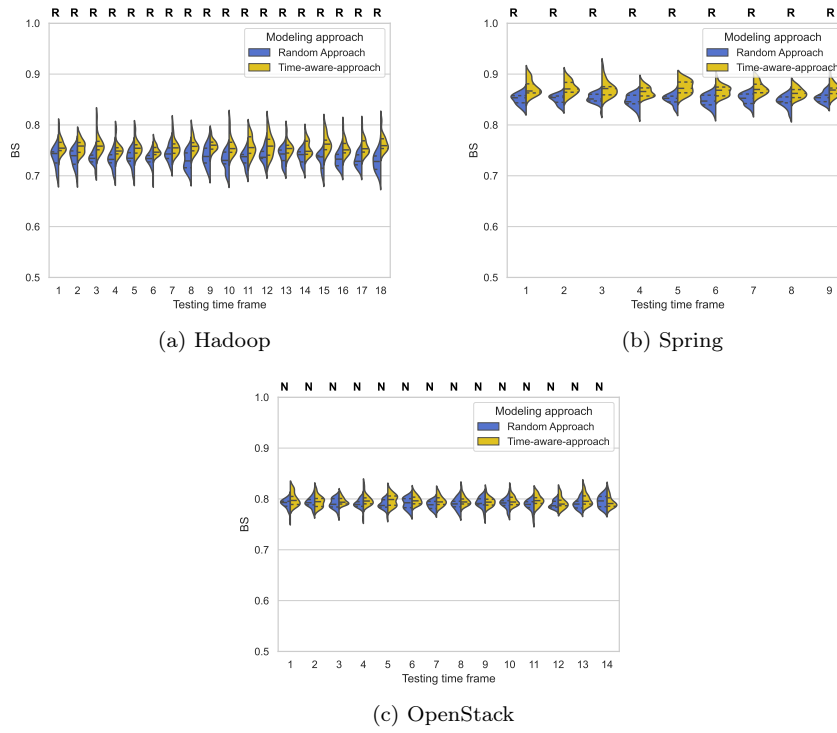 R R R R R R R R R R R R R R R R R R
1.0
0.9
0.8
0.7
0.6
0.5
BS
Modeling approach
Random Approach
Time-aware-approach
1 2 3 4 5 6 7 8 9 10 11 12 13 14 15 16 17 18
Testing time frame
(a) Hadoop
R R R R R R R R R
1.0
0.9
0.8
0.7
0.6
0.5
BS
Modeling approach
Random Approach
Time-aware-approach
1 2 3 4 5 6 7 8 9
Testing time frame
(b) Spring
N N N N N N N N N N N N N N
1.0
0.9
0.8
0.7
0.6
0.5
BS
Modeling approach
Random Approach
Time-aware-approach
1 2 3 4 5 6 7 8 9 10 11 12 13 14
Testing time frame
(c) OpenStack